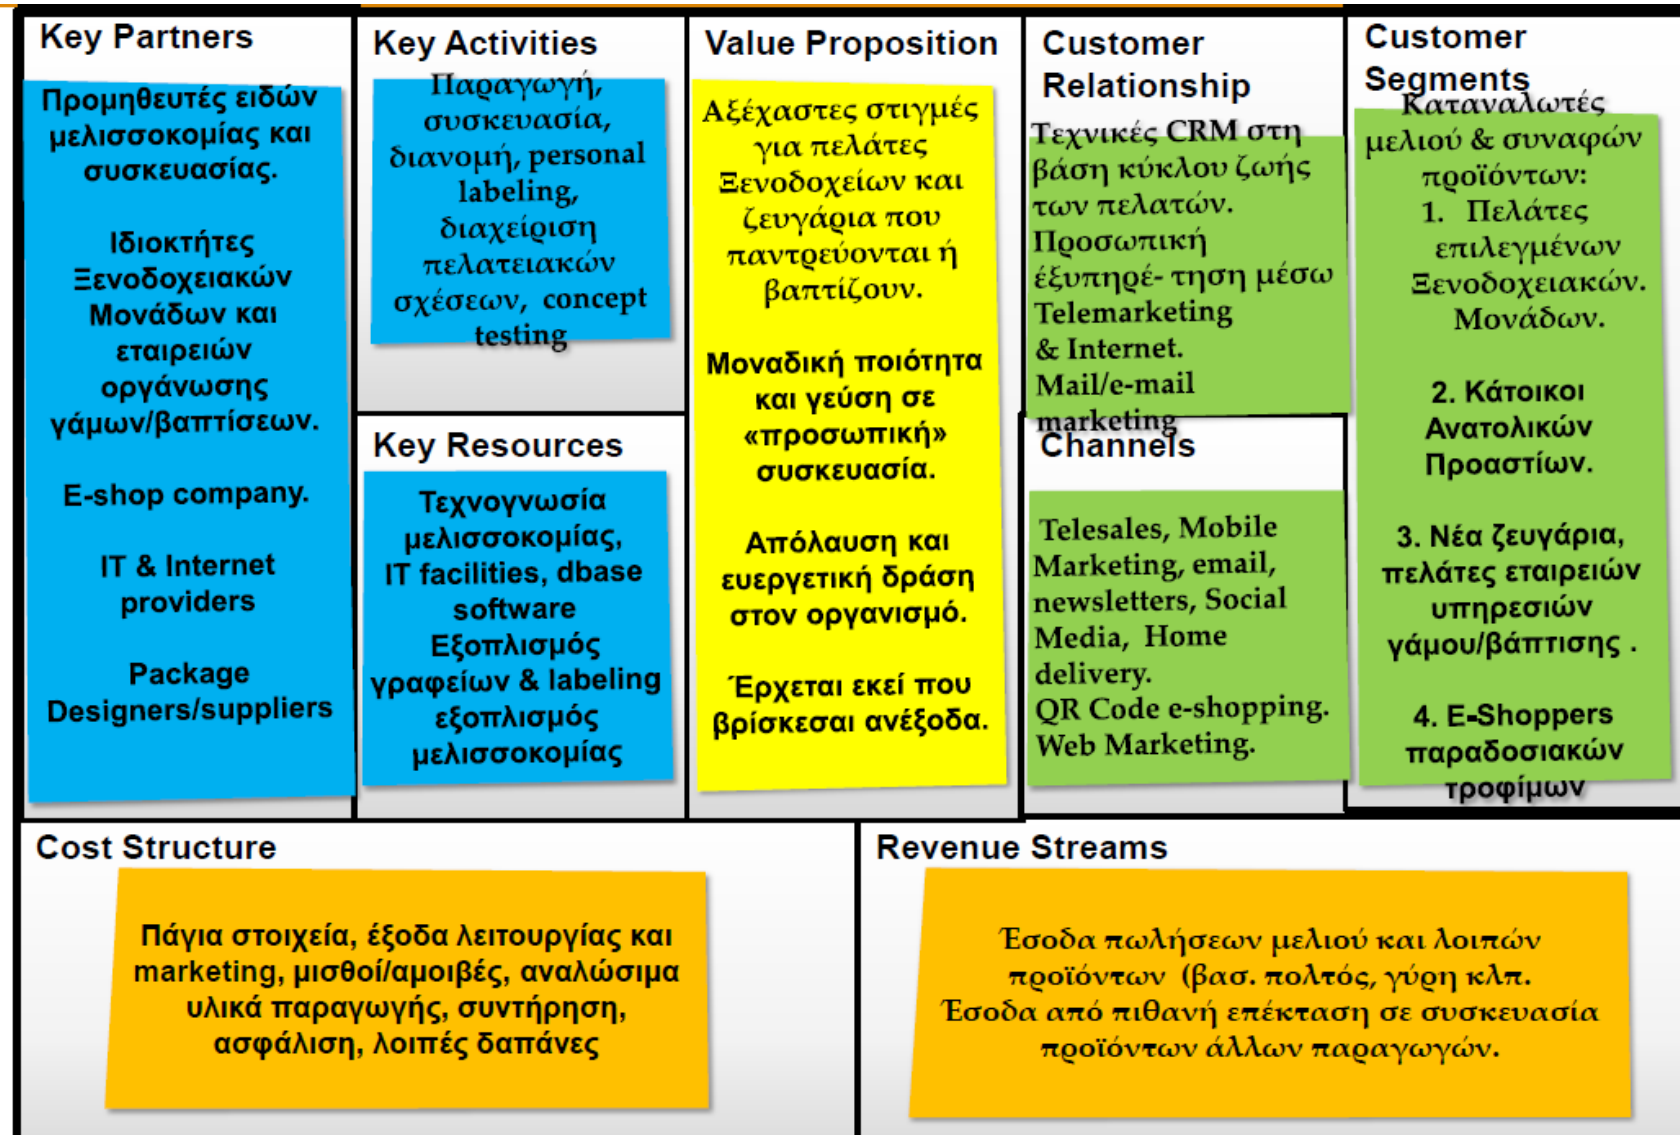 Key Partners
Προμηθευτές ειδών
μελισσοκομίας και
συσκευασίας.
Ιδιοκτήτες
Ξενοδοχειακών
Μονάδων και
εταιρειών
οργάνωσης
γάμων/βαπτίσεων.
E-shop company.
IT & Internet
providers
Package
Designers/suppliers
Key Activities
Παραγωγή,
συσκευασία,
διανομή, personal
labeling,
διαχείριση
πελατειακών
σχέσεων, concept
testing
Key Resources
Τεχνογνωσία
μελισσοκομίας,
IT facilities, dbase
software
Εξοπλισμός
γραφείων & labeling
εξοπλισμός
μελισσοκομίας
Value Proposition
Αξέχαστες στιγμές
για πελάτες
Ξενοδοχείων και
ζευγάρια που
παντρεύονται ή
βαπτίζουν.
Μοναδική ποιότητα
και γεύση σε
«προσωπική»
συσκευασία.
Απόλαυση και
ευεργετική δράση
στον οργανισμό.
Έρχεται εκεί που
βρίσκεσαι ανέξοδα.
Customer
Relationship
Τεχνικές CRM στη
βάση κύκλου ζωής
των πελατών.
Προσωπική
έξυπηρέ- τηση μέσω
Telemarketing
& Internet.
Mail/e-mail
marketing
Channels
Telesales, Mobile
Marketing, email,
newsletters, Social
Media, Home
delivery.
QR Code e-shopping.
Web Marketing.
Customer
Segments
Καταναλωτές
μελιού & συναφών
προϊόντων:
1. Πελάτες
επιλεγμένων
Ξενοδοχειακών.
Μονάδων.
2. Κάτοικοι
Ανατολικών
Προαστίων.
3. Νέα ζευγάρια,
πελάτες εταιρειών
υπηρεσιών
γάμου/βάπτισης .
4. E-Shoppers
παραδοσιακών
τροφίμων
Cost Structure
Πάγια στοιχεία, έξοδα λειτουργίας και
marketing, μισθοί/αμοιβές, αναλώσιμα
υλικά παραγωγής, συντήρηση,
ασφάλιση, λοιπές δαπάνες
Revenue Streams
Έσοδα πωλήσεων μελιού και λοιπών
προϊόντων (βασ. πολτός, γύρη κλπ.
Έσοδα από πιθανή επέκταση σε συσκευασία
προϊόντων άλλων παραγωγών.